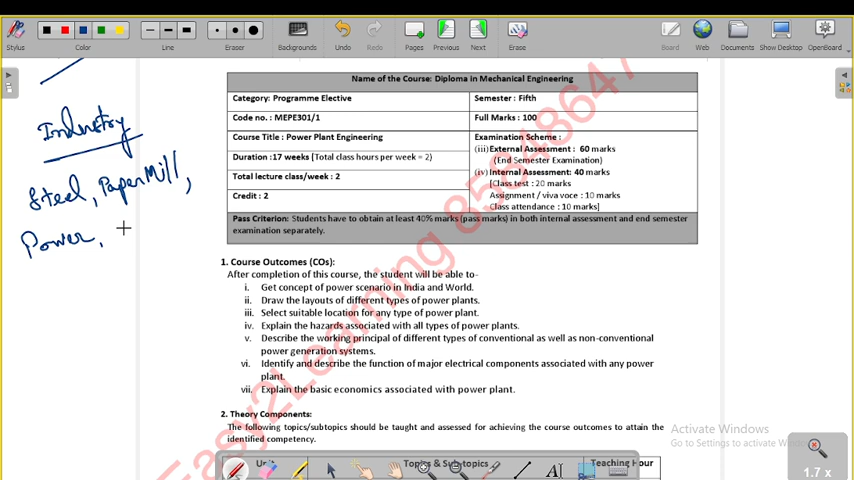 Stylus
Color
Line
Eraser
Backgrounds
Undo
Redo
Pages
Previous
Next
Erase
Board
Web
Documents
Show Desktop
OpenBoard
Industry
Steel, Paper Mill,
Power,
Name of the Course: Diploma in Mechanical Engineering
Category: Programme Elective
Semester : Fifth
Code no. : MEPE301/1
Full Marks : 100
Course Title : Power Plant Engineering
Examination Scheme :
Duration :17 weeks [Total class hours per week = 2)
(iii) External Assessment : 60 marks
(End Semester Examination)
Total lecture class/week : 2
(iv) Internal Assessment: 40 marks
[Class test : 20 marks
Credit : 2
Assignment / viva voce : 10 marks
Class attendance : 10 marks]
Pass Criterion: Students have to obtain at least 40% marks (pass marks) in both internal assessment and end semester
examination separately.
1. Course Outcomes (COs):
After completion of this course, the student will be able to-
i. Get concept of power scenario in India and World.
ii. Draw the layouts of different types of power plants.
iii. Select suitable location for any type of power plant.
iv. Explain the hazards associated with all types of power plants.
v. Describe the working principal of different types of conventional as well as non-conventional
power generation systems.
vi. Identify and describe the function of major electrical components associated with any power
plant.
vii. Explain the basic economics associated with power plant.
2. Theory Components:
The following topics/subtopics should be taught and assessed for achieving the course outcomes to attain the
identified competency.
Topics & Subtopics
Teaching Hour
Activate Windows
Go to Settings to activate Windows
1.7 x